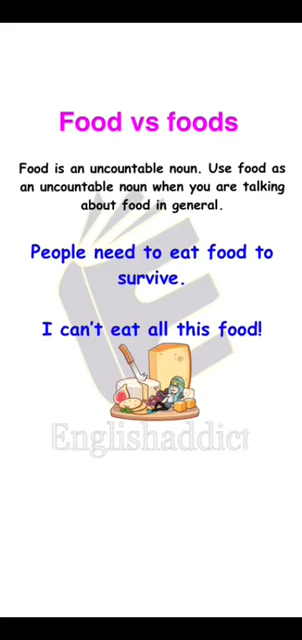 Food vs foods
Food is an uncountable noun. Use food as
an uncountable noun when you are talking
about food in general.
People need to eat food to
survive.
I can't eat all this food!
Englishaddict